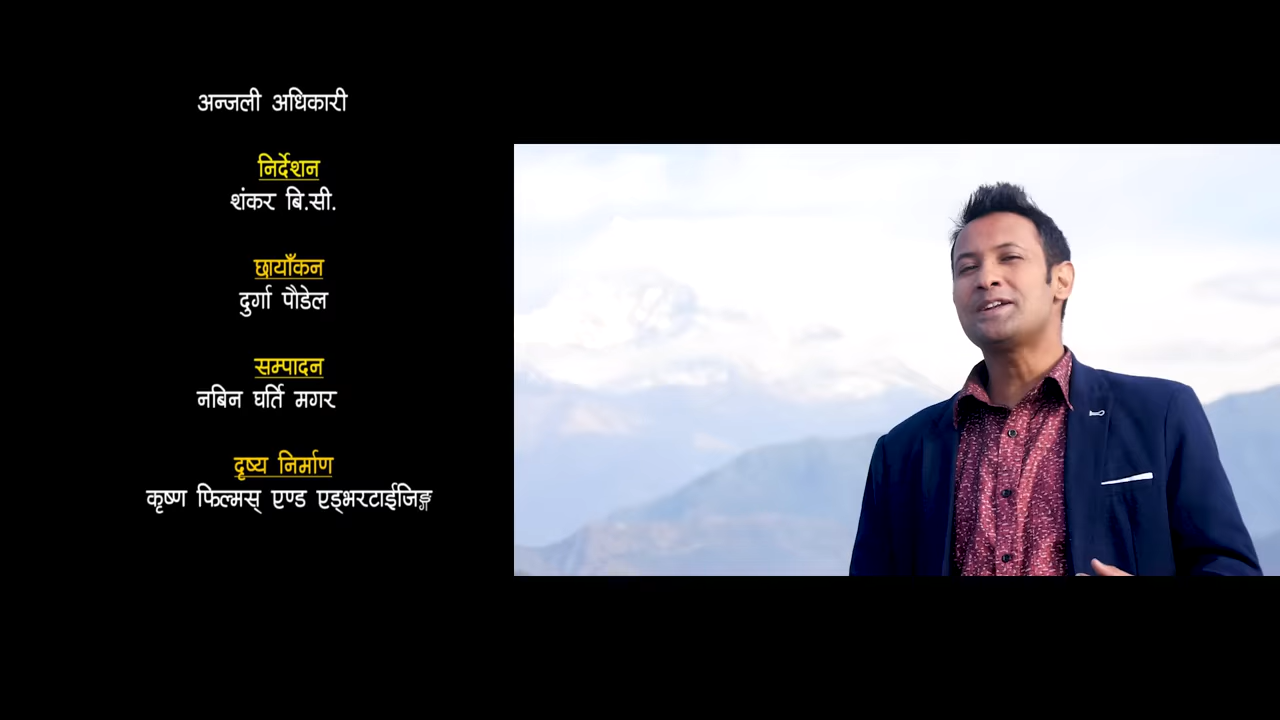 अन्जली अधिकारी
निर्देशन
शंकर बि.सी.
छायाँकन
दुर्गा पौडेल
सम्पादन
नबिन घर्ति मगर
दृष्य निर्माण
कृष्ण फिल्मस् एण्ड एड्भरटाईजिङ्ग